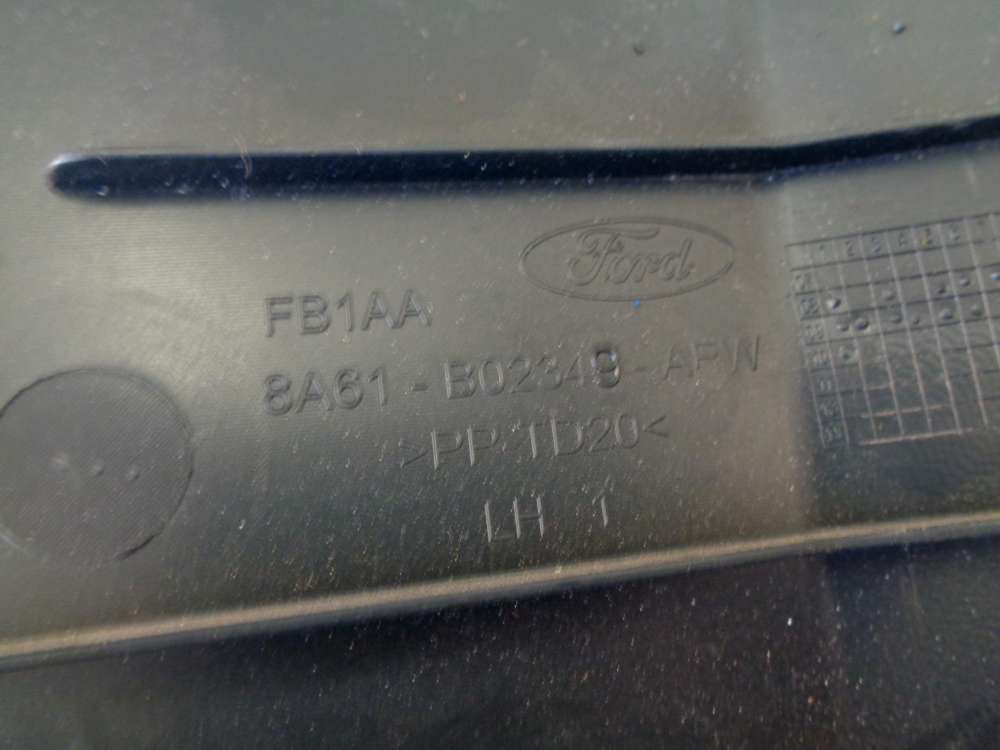 Ford
FB1AA
8A61-B02349-AFW
>PP TD20<
LH 1